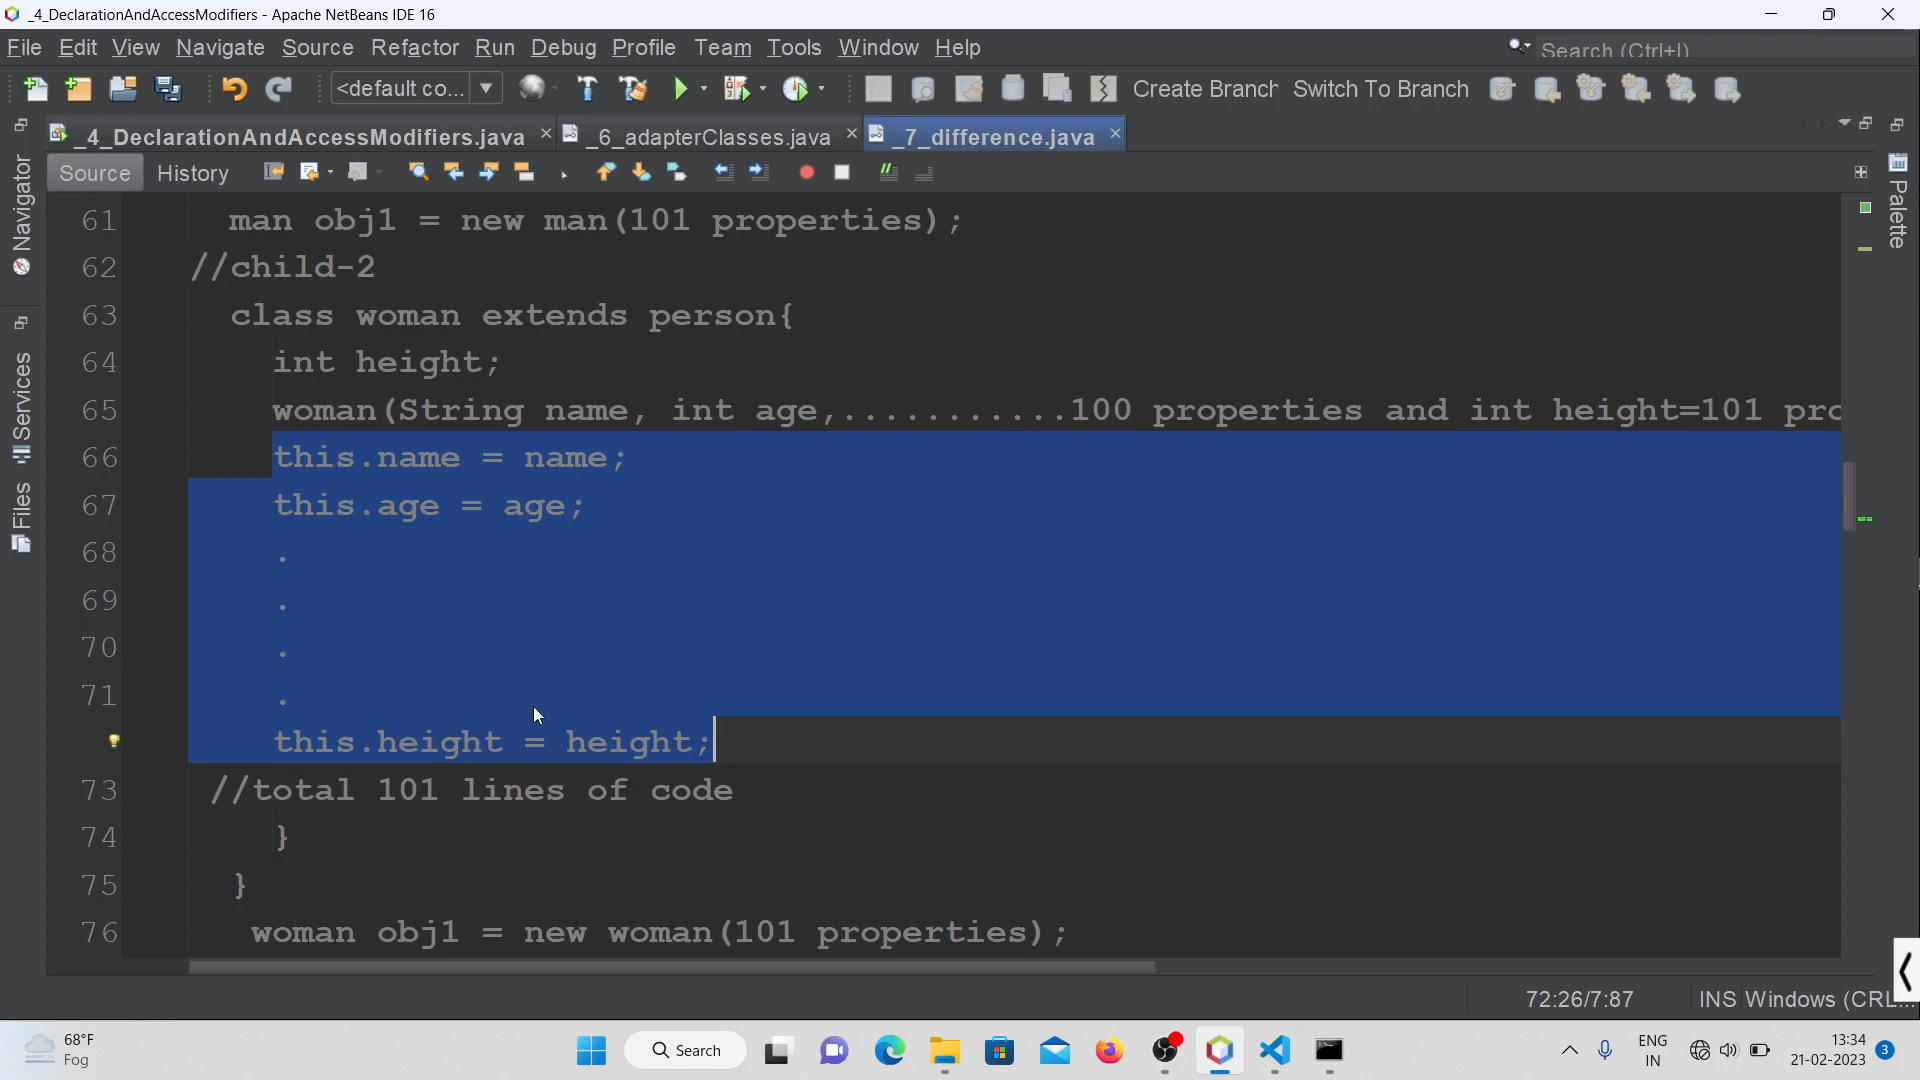 _4_DeclarationAndAccessModifiers - Apache NetBeans IDE 16
File Edit View Navigate Source Refactor Run Debug Profile Team Tools Window Help
Search (Ctrl+I)
<default co...
Create Branch Switch To Branch
_4_DeclarationAndAccessModifiers.java _6_adapterClasses.java _7_difference.java
Source History
Navigator
Services
Files
Palette
61 man obj1 = new man(101 properties);
62 //child-2
63 class woman extends person{
64 int height;
65 woman(String name, int age,...........100 properties and int height=101 pro
66 this.name = name;
67 this.age = age;
68 .
69 .
70 .
71 .
this.height = height;
73 //total 101 lines of code
74 }
75 }
76 woman obj1 = new woman(101 properties);
72:26/7:87 INS Windows (CRL...
68°F
Fog
Search
ENG
IN
13:34
21-02-2023
3